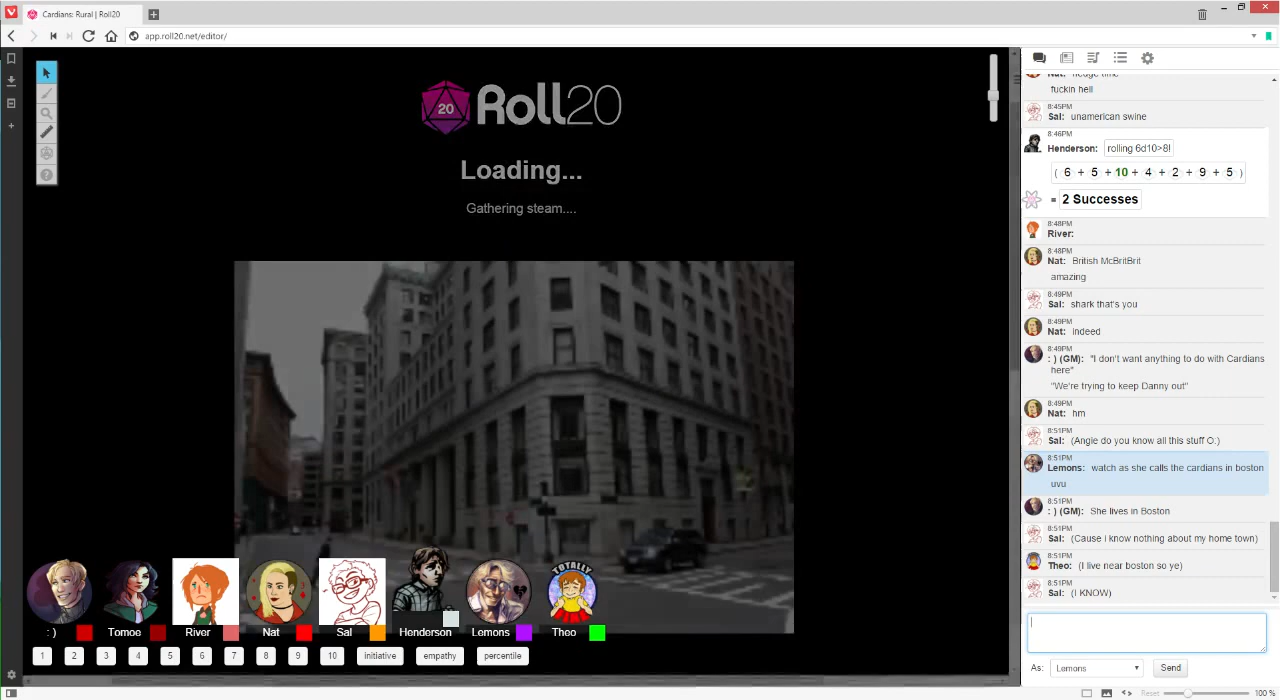 Cardians: Rural | Roll20
app.roll20.net/editor/
20
Roll20
Loading...
Gathering steam....
TOTALLY
: )
Tomoe
River
Nat
Sal
Henderson
Lemons
Theo
1
2
3
4
5
6
7
8
9
10
initiative
empathy
percentile
fuckin hell
8:45PM
Sal: unamerican swine
8:46PM
Henderson: rolling 6d10>8!
( 6 + 5 + 10 + 4 + 2 + 9 + 5 )
= 2 Successes
8:48PM
River:
8:48PM
Nat: British McBritBrit
amazing
8:49PM
Sal: shark that's you
8:49PM
Nat: indeed
8:49PM
: ) (GM): "I don't want anything to do with Cardians
here"
"We're trying to keep Danny out"
8:49PM
Nat: hm
8:51PM
Sal: (Angie do you know all this stuff O:)
8:51PM
Lemons: watch as she calls the cardians in boston
uvu
8:51PM
: ) (GM): She lives in Boston
8:51PM
Sal: (Cause i know nothing about my home town)
8:51PM
Theo: (I live near boston so ye)
8:51PM
Sal: (I KNOW)
As: Lemons
Send
Reset
100 %